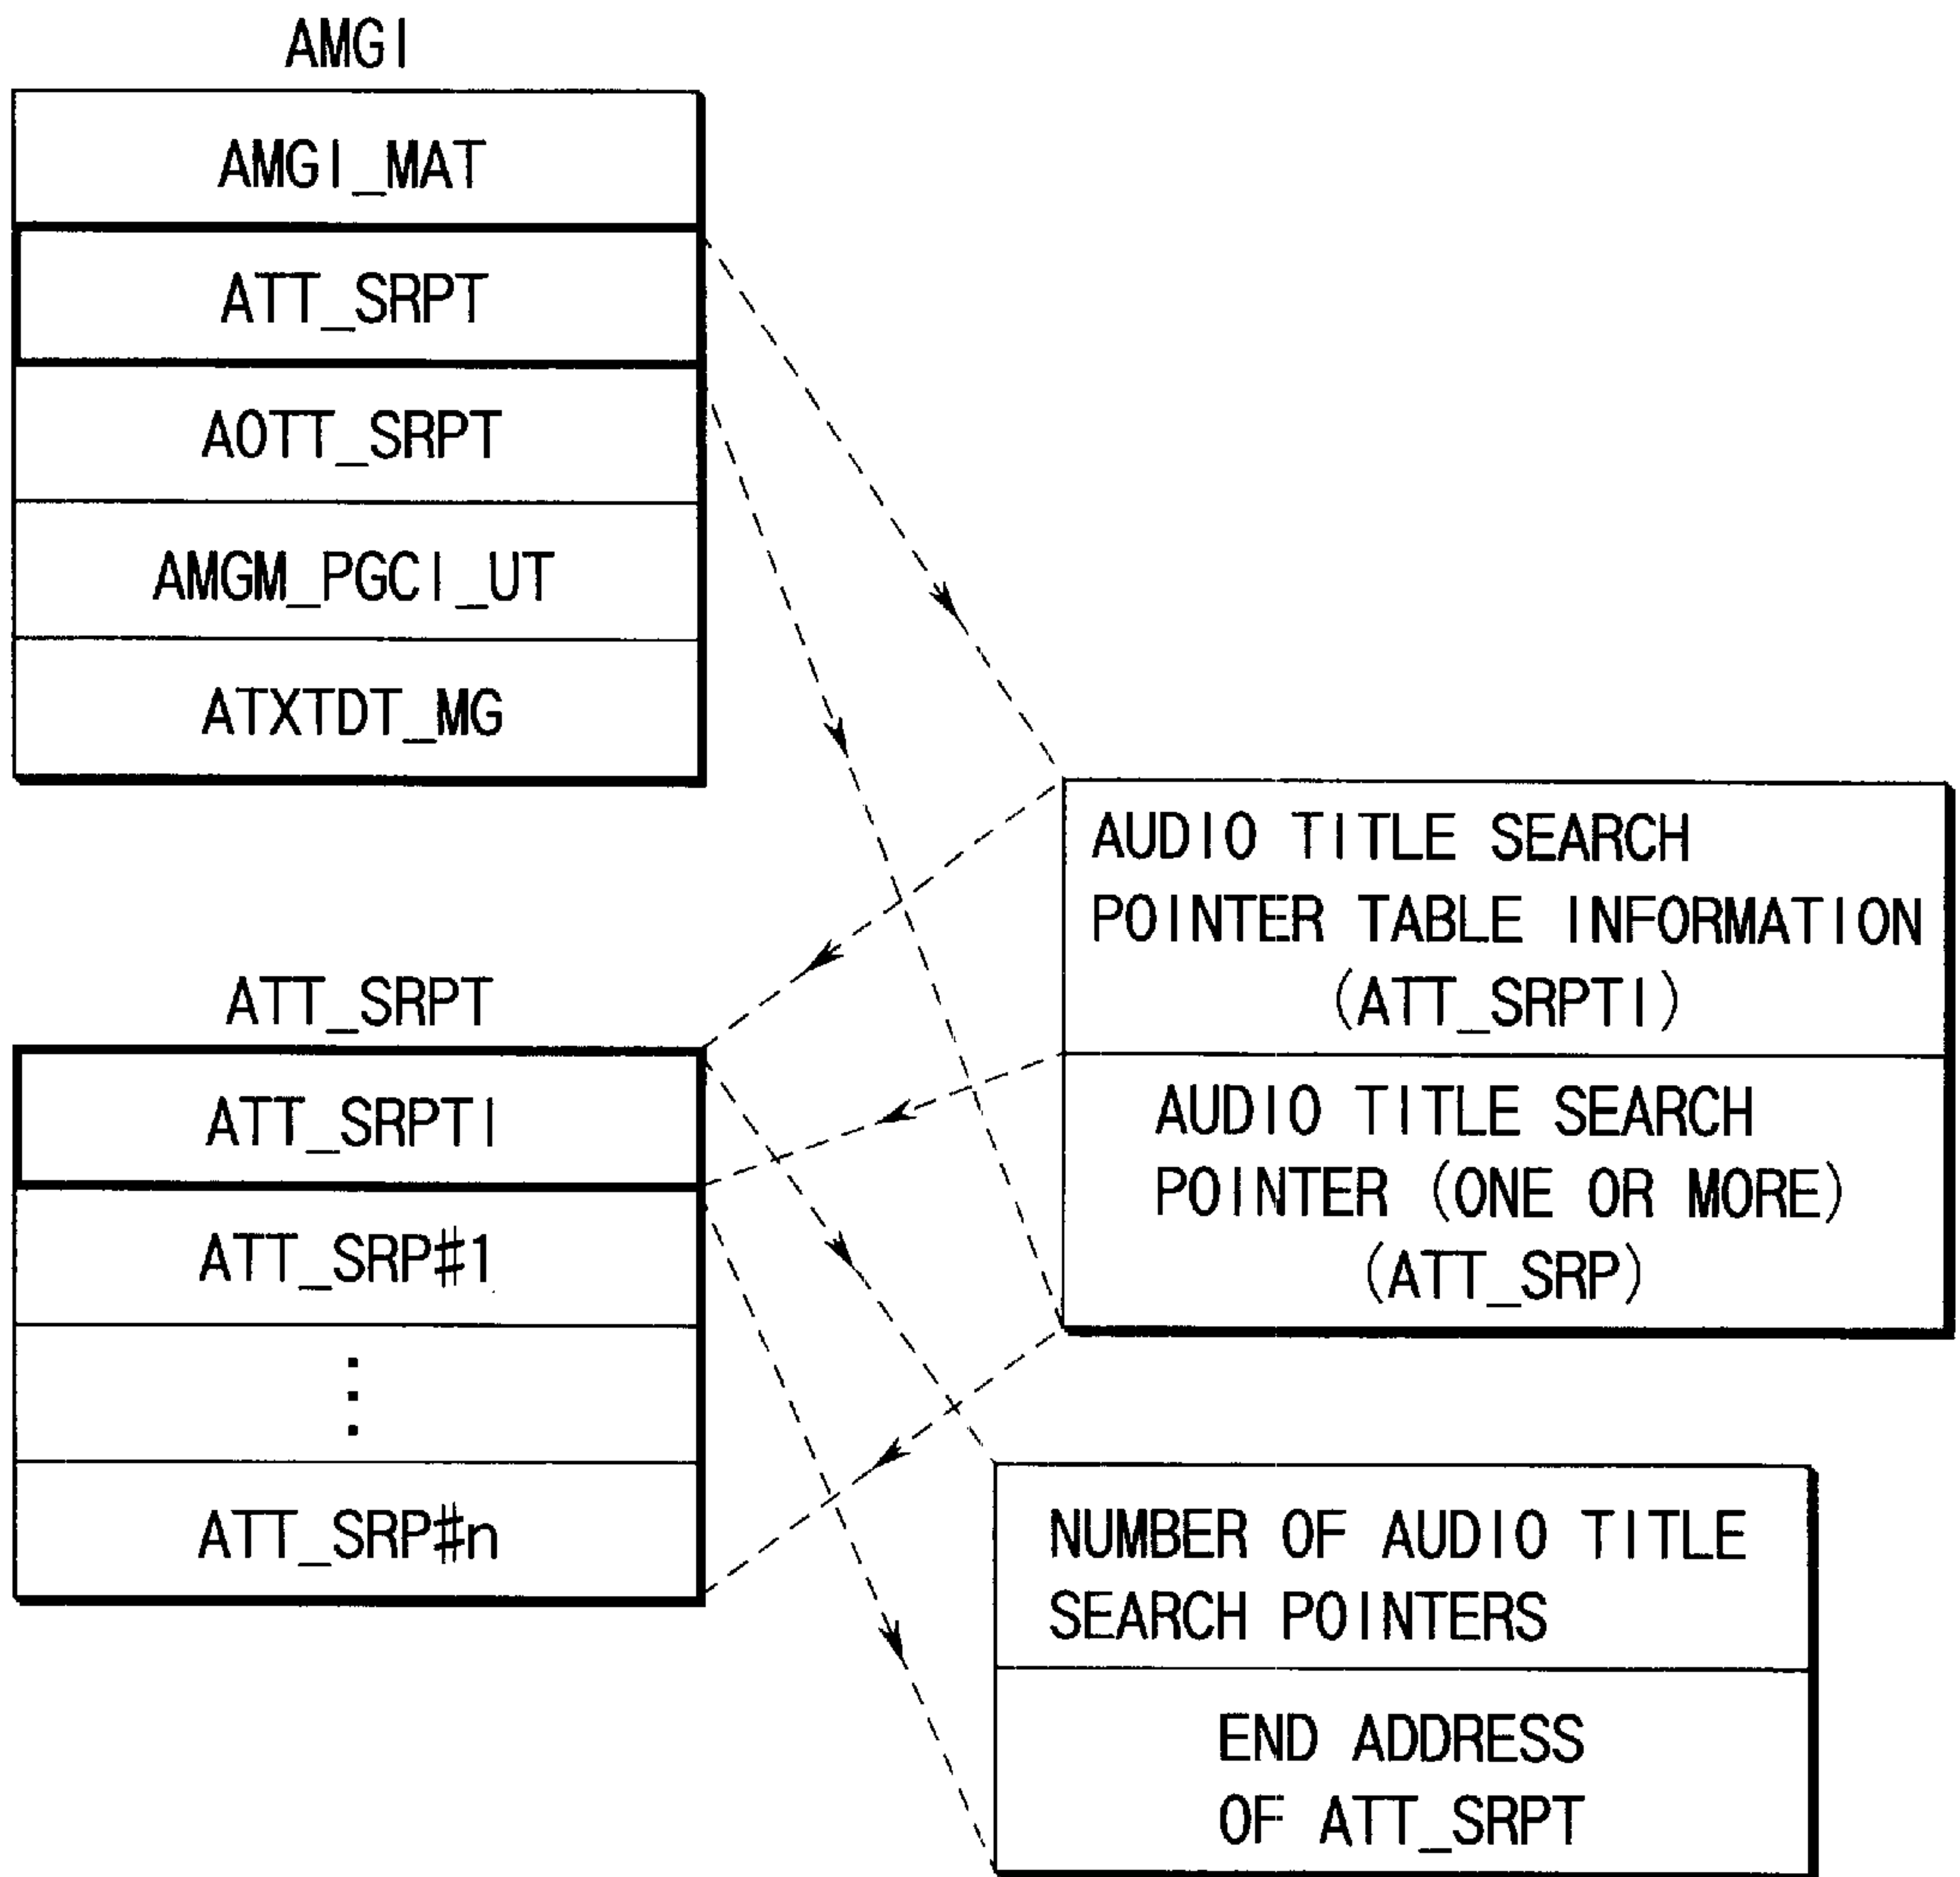 AMGI
AMGI_MAT
ATT_SRPT
AOTT_SRPT
AMGM_PGCI_UT
ATXTDT_MG
AUDIO TITLE SEARCH
POINTER TABLE INFORMATION
(ATT_SRPTI)
AUDIO TITLE SEARCH
POINTER (ONE OR MORE)
(ATT_SRP)
ATT_SRPT
ATT_SRPTI
ATT_SRP#1
⋮
ATT_SRP#n
NUMBER OF AUDIO TITLE
SEARCH POINTERS
END ADDRESS
OF ATT_SRPT